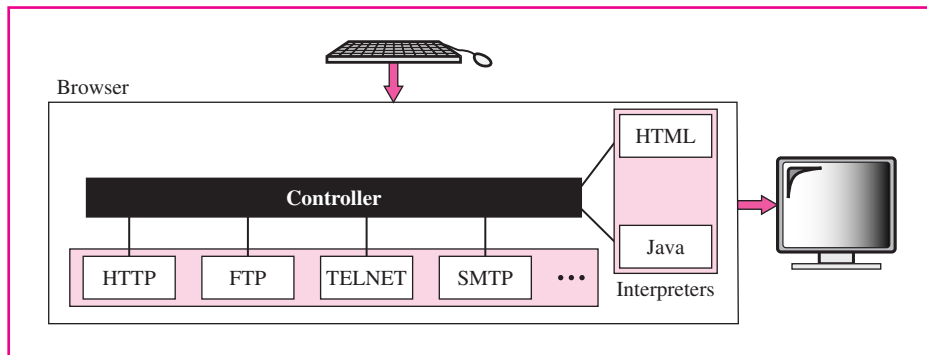 Browser
HTML
Controller
Java
HTTP FTP TELNET SMTP ...
Interpreters